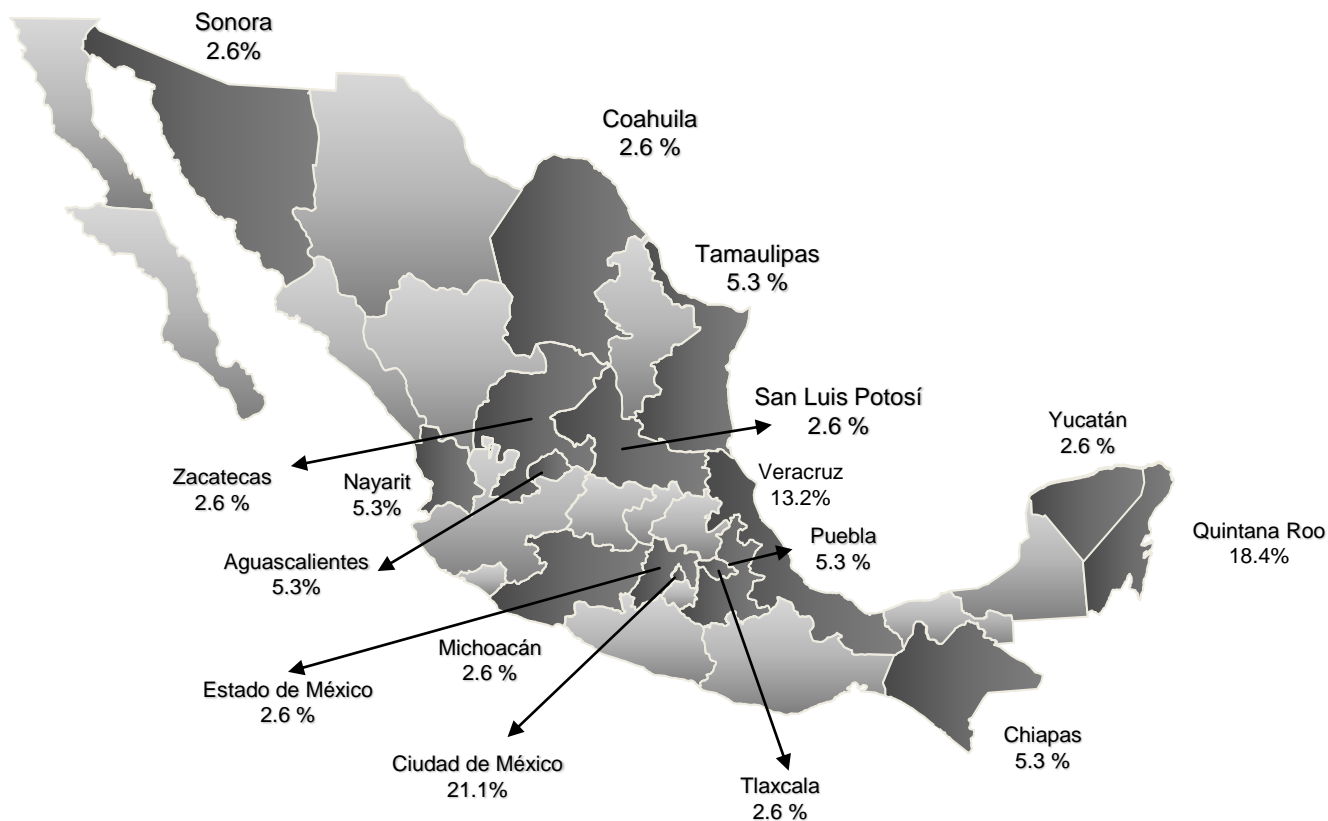 Sonora
2.6%
Coahuila
2.6 %
Tamaulipas
5.3 %
San Luis Potosí
2.6 %
Yucatán
2.6 %
Zacatecas
2.6 %
Nayarit
5.3%
Veracruz
13.2%
Quintana Roo
18.4%
Puebla
5.3 %
Aguascalientes
5.3%
Michoacán
2.6 %
Estado de México
2.6 %
Chiapas
5.3 %
Ciudad de México
21.1%
Tlaxcala
2.6 %